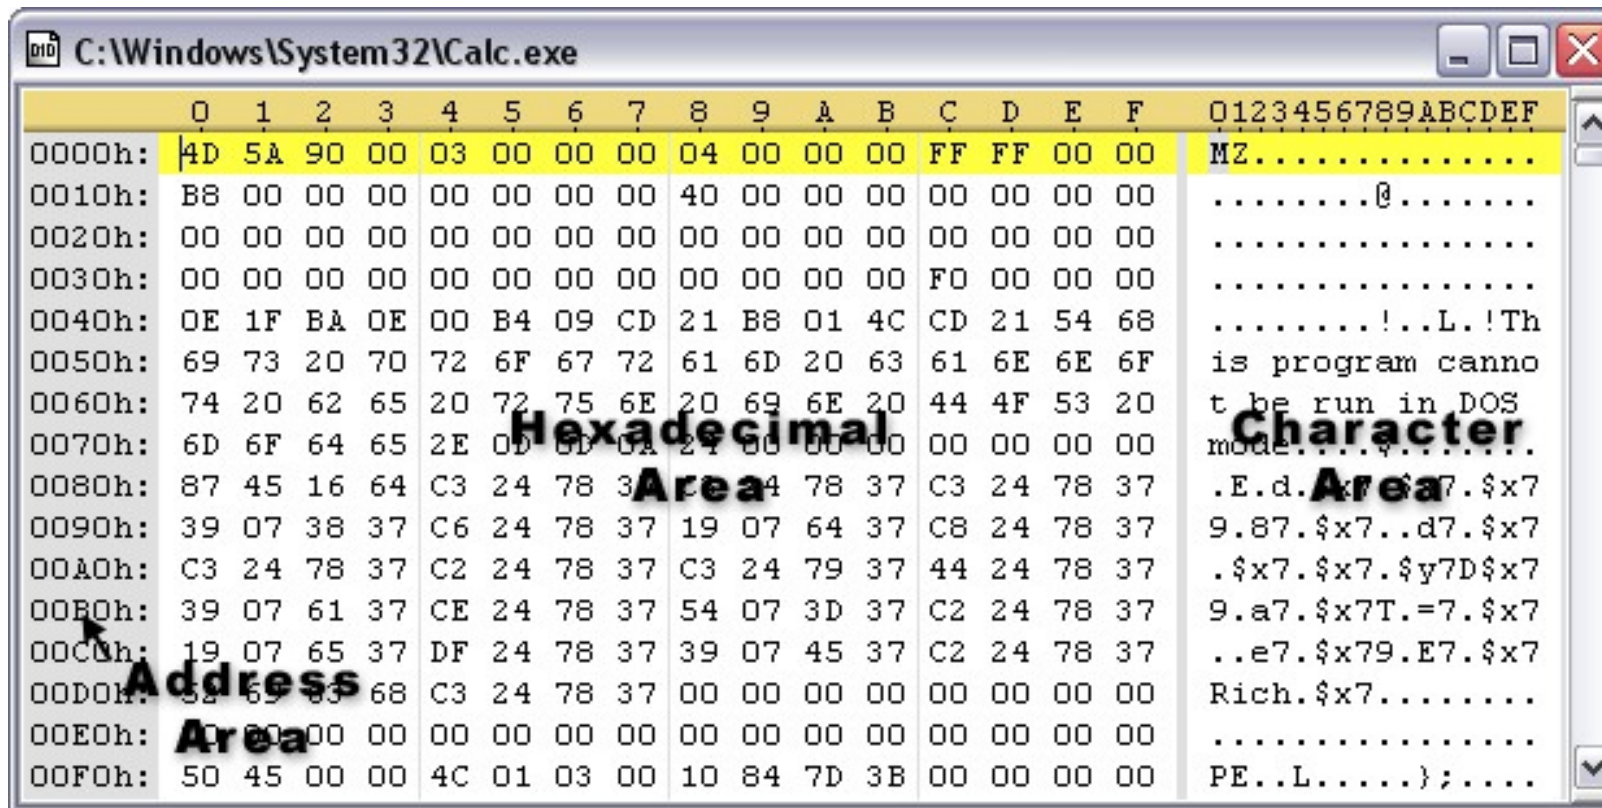 C:\Windows\System32\Calc.exe
0 1 2 3 4 5 6 7 8 9 A B C D E F 0123456789ABCDEF
0000h: 4D 5A 90 00 03 00 00 00 04 00 00 00 FF FF 00 00 MZ..............
0010h: B8 00 00 00 00 00 00 00 40 00 00 00 00 00 00 00 ........@.......
0020h: 00 00 00 00 00 00 00 00 00 00 00 00 00 00 00 00 ................
0030h: 00 00 00 00 00 00 00 00 00 00 00 00 F0 00 00 00 ................
0040h: 0E 1F BA 0E 00 B4 09 CD 21 B8 01 4C CD 21 54 68 ........!..L.!Th
0050h: 69 73 20 70 72 6F 67 72 61 6D 20 63 61 6E 6E 6F is program canno
0060h: 74 20 62 65 20 72 75 6E 20 69 6E 20 44 4F 53 20 t be run in DOS
Hexadecimal Character
0070h: 6D 6F 64 65 2E 0D 0D 0A 24 00 00 00 00 00 00 00 mode....$.......
Area Area
0080h: 87 45 16 64 C3 24 78 78 37 C3 24 78 37 .E.d. 7.$x7
0090h: 39 07 38 37 C6 24 78 37 19 07 64 37 C8 24 78 37 9.87.$x7..d7.$x7
00A0h: C3 24 78 37 C2 24 78 37 C3 24 79 37 44 24 78 37 .$x7.$x7.$y7D$x7
00B0h: 39 07 61 37 CE 24 78 37 54 07 3D 37 C2 24 78 37 9.a7.$x7T.=7.$x7
00C0h: 19 07 65 37 DF 24 78 37 39 07 45 37 C2 24 78 37 ..e7.$x79.E7.$x7
Address
00D0h: 68 C3 24 78 37 00 00 00 00 00 00 00 00 Rich.$x7........
Area
00E0h: 00 00 00 00 00 00 00 00 00 00 00 00 00 00 ................
00F0h: 50 45 00 00 4C 01 03 00 10 84 7D 3B 00 00 00 00 PE..L.....};....